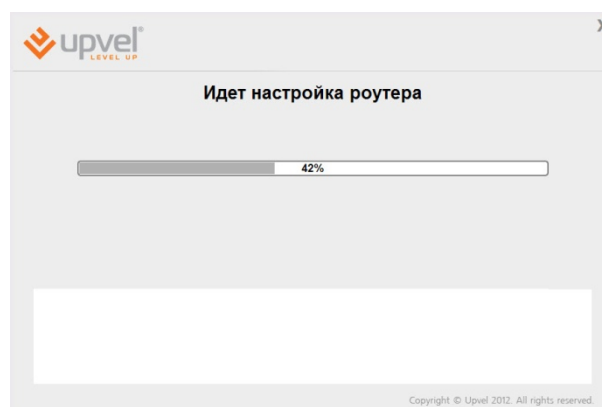 upvel®
LEVEL UP
X
Идет настройка роутера
42%
Copyright © Upvel 2012. All rights reserved.